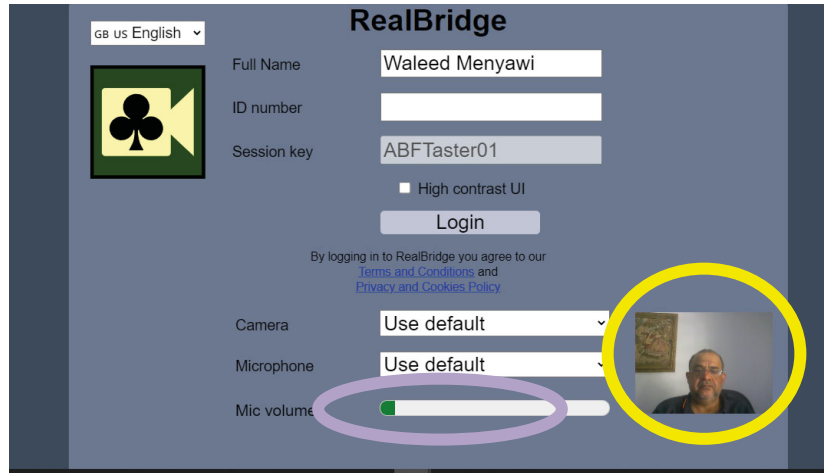 RealBridge
GB US English
Full Name
Waleed Menyawi
ID number
Session key
ABFTaster01
High contrast UI
Login
By logging in to RealBridge you agree to our
Terms and Conditions and
Privacy and Cookies Policy
Camera
Use default
Microphone
Use default
Mic volume